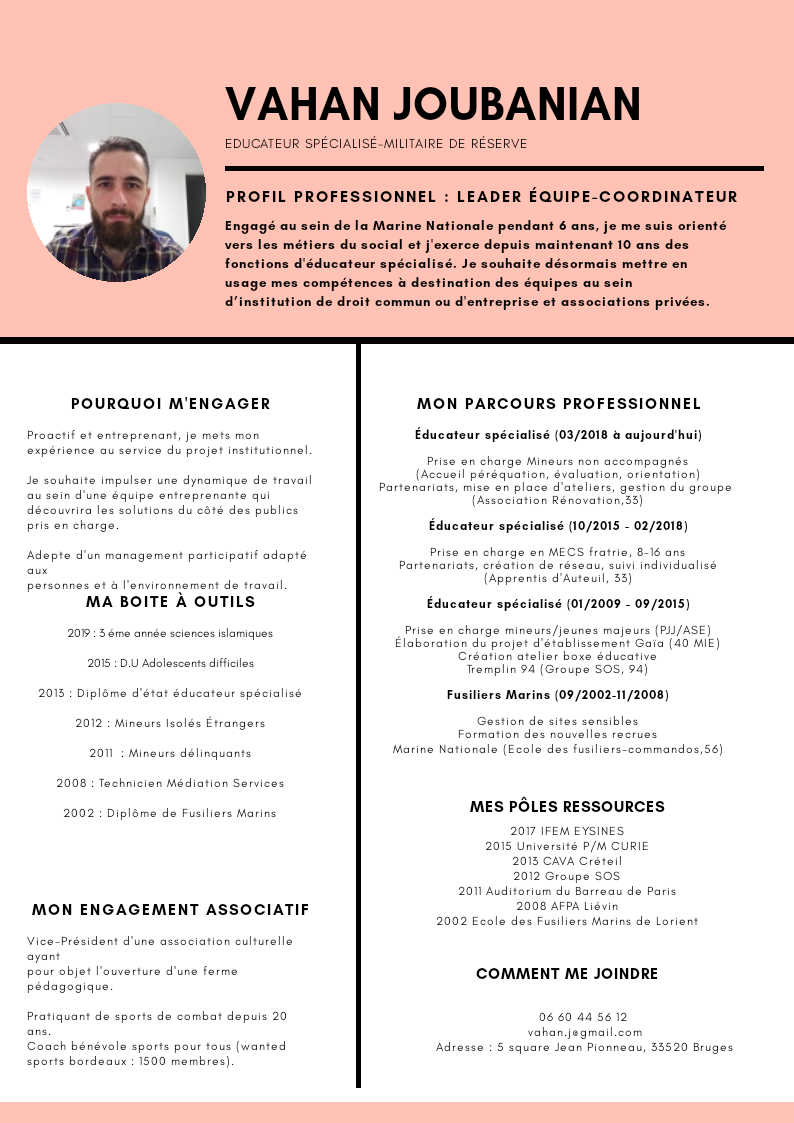 VAHAN JOUBANIAN
EDUCATEUR SPÉCIALISÉ-MILITAIRE DE RÉSERVE
PROFIL PROFESSIONNEL : LEADER ÉQUIPE-COORDINATEUR
Engagé au sein de la Marine Nationale pendant 6 ans, je me suis orienté
vers les métiers du social et j'exerce depuis maintenant 10 ans des
fonctions d'éducateur spécialisé. Je souhaite désormais mettre en
usage mes compétences à destination des équipes au sein
d’institution de droit commun ou d'entreprise et associations privées.
POURQUOI M'ENGAGER
Proactif et entreprenant, je mets mon
expérience au service du projet institutionnel.
Je souhaite impulser une dynamique de travail
au sein d'une équipe entreprenante qui
découvrira les solutions du côté des publics
pris en charge.
Adepte d'un management participatif adapté
aux
personnes et à l'environnement de travail.
MA BOITE À OUTILS
2019 : 3 éme année sciences islamiques
2015 : D.U Adolescents difficiles
2013 : Diplôme d'état éducateur spécialisé
2012 : Mineurs Isolés Étrangers
2011 : Mineurs délinquants
2008 : Technicien Médiation Services
2002 : Diplôme de Fusiliers Marins
MON ENGAGEMENT ASSOCIATIF
Vice-Président d'une association culturelle
ayant
pour objet l'ouverture d'une ferme
pédagogique.
Pratiquant de sports de combat depuis 20
ans.
Coach bénévole sports pour tous (wanted
sports bordeaux : 1500 membres).
MON PARCOURS PROFESSIONNEL
Éducateur spécialisé (03/2018 à aujourd'hui)
Prise en charge Mineurs non accompagnés
(Accueil péréquation, évaluation, orientation)
Partenariats, mise en place d'ateliers, gestion du groupe
(Association Rénovation,33)
Éducateur spécialisé (10/2015 - 02/2018)
Prise en charge en MECS fratrie, 8-16 ans
Partenariats, création de réseau, suivi individualisé
(Apprentis d'Auteuil, 33)
Éducateur spécialisé (01/2009 - 09/2015)
Prise en charge mineurs/jeunes majeurs (PJJ/ASE)
Élaboration du projet d'établissement Gaïa (40 MIE)
Création atelier boxe éducative
Tremplin 94 (Groupe SOS, 94)
Fusiliers Marins (09/2002-11/2008)
Gestion de sites sensibles
Formation des nouvelles recrues
Marine Nationale (Ecole des fusiliers-commandos,56)
MES PÔLES RESSOURCES
2017 IFEM EYSINES
2015 Université P/M CURIE
2013 CAVA Créteil
2012 Groupe SOS
2011 Auditorium du Barreau de Paris
2008 AFPA Liévin
2002 Ecole des Fusiliers Marins de Lorient
COMMENT ME JOINDRE
06 60 44 56 12
vahan.j@gmail.com
Adresse : 5 square Jean Pionneau, 33520 Bruges